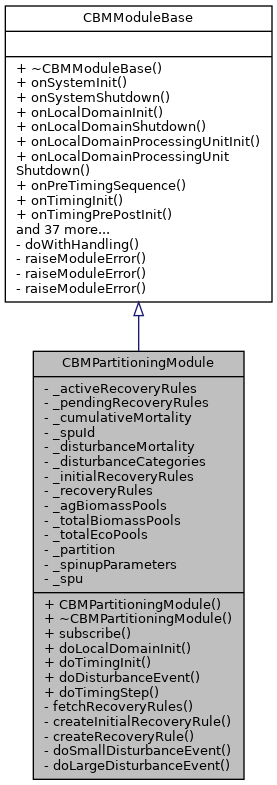 CBMModuleBase
+ ~CBMModuleBase()
+ onSystemInit()
+ onSystemShutdown()
+ onLocalDomainInit()
+ onLocalDomainShutdown()
+ onLocalDomainProcessingUnitInit()
+ onLocalDomainProcessingUnit
Shutdown()
+ onPreTimingSequence()
+ onTimingInit()
+ onTimingPrePostInit()
and 37 more...
- doWithHandling()
- raiseModuleError()
- raiseModuleError()
- raiseModuleError()
CBMPartitioningModule
- _activeRecoveryRules
- _pendingRecoveryRules
- _cumulativeMortality
- _spuId
- _disturbanceMortality
- _disturbanceCategories
- _initialRecoveryRules
- _recoveryRules
- _agBiomassPools
- _totalBiomassPools
- _totalEcoPools
- _partition
- _spinupParameters
- _spu
+ CBMPartitioningModule()
+ ~CBMPartitioningModule()
+ subscribe()
+ doLocalDomainInit()
+ doTimingInit()
+ doDisturbanceEvent()
+ doTimingStep()
- fetchRecoveryRules()
- createInitialRecoveryRule()
- createRecoveryRule()
- doSmallDisturbanceEvent()
- doLargeDisturbanceEvent()